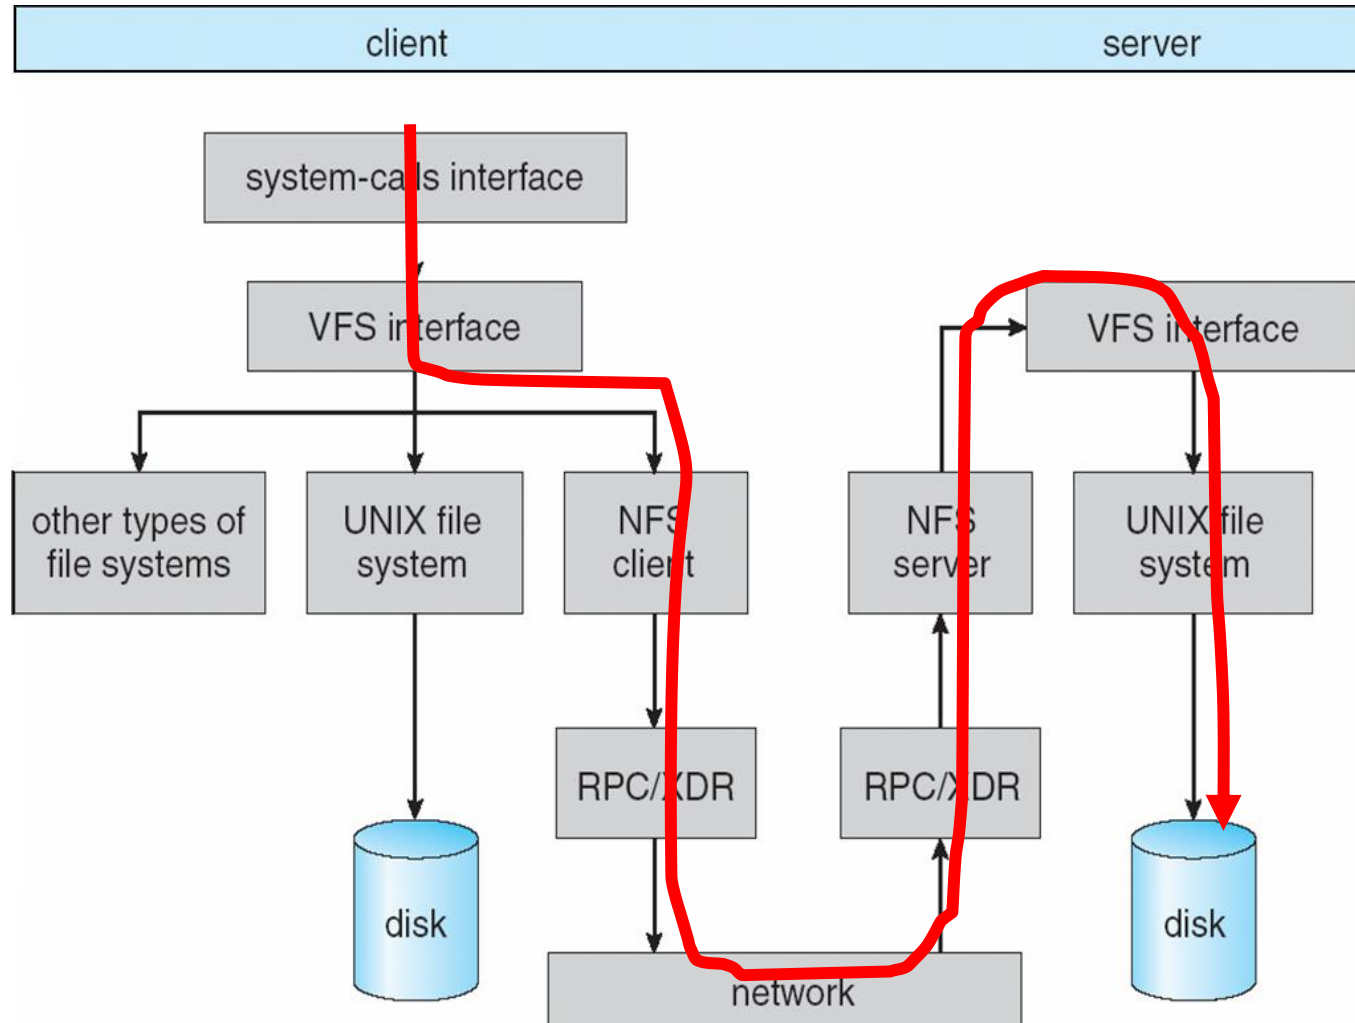 client
server
system-calls interface
VFS interface
VFS interface
other types of
file systems
UNIX file
system
NFS
client
NFS
server
UNIX file
system
RPC/XDR
RPC/XDR
disk
disk
network